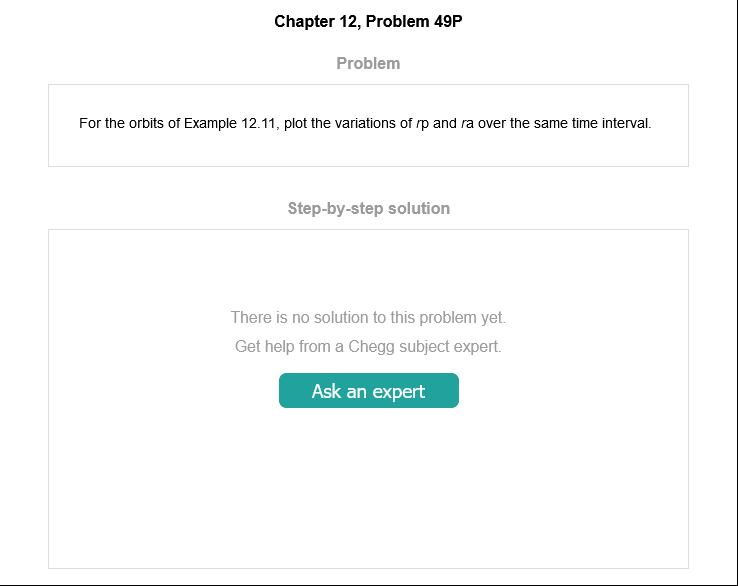 Chapter 12, Problem 49P
Problem
For the orbits of Example 12.11, plot the variations of rp and ra over the same time interval.
Step-by-step solution
There is no solution to this problem yet.
Get help from a Chegg subject expert.
Ask an expert